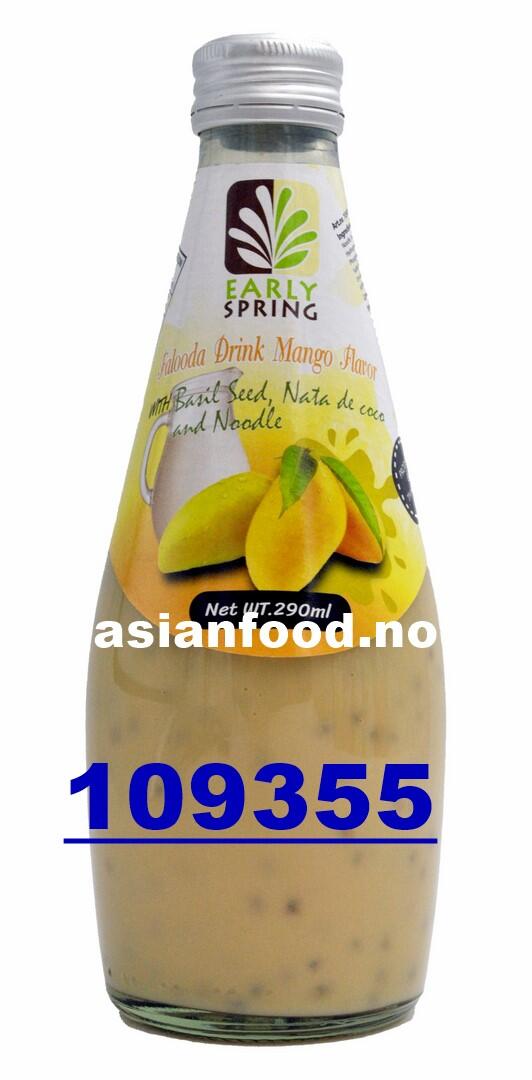 EARLY
SPRING
Falooda Drink Mango Flavor
WITH Basil Seed, Nata de coco
and Noodle
Net WT.290ml
asianfood.no
109355